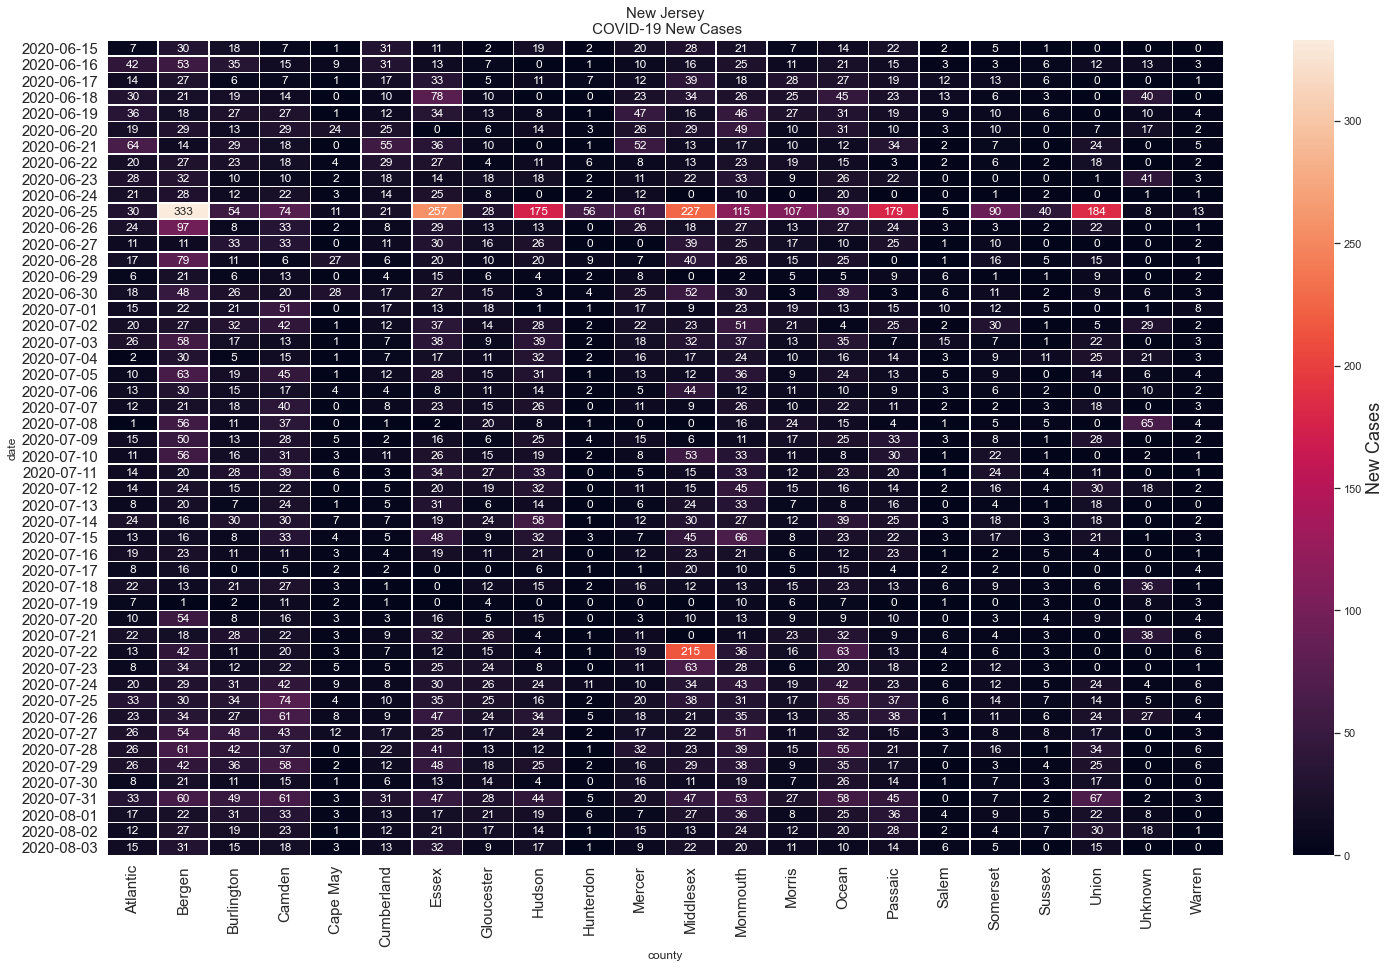 New Jersey
COVID-19 New Cases
2020-06-15 7 30 18 7 1 31 11 2 19 2 20 28 21 7 14 22 2 5 1 0 0 0
2020-06-16 42 53 35 15 9 31 13 7 0 1 10 16 25 11 21 15 3 3 6 12 13 3
2020-06-17 14 27 6 7 1 17 33 5 11 7 12 39 18 28 27 19 12 13 6 0 0 1
2020-06-18 30 21 19 14 0 10 78 10 0 0 23 34 26 25 45 23 13 6 3 0 40 0
2020-06-19 36 18 27 27 1 12 34 13 8 1 47 16 46 27 31 19 9 10 6 0 10 4
2020-06-20 19 29 13 29 24 25 0 6 14 3 26 29 49 10 31 10 3 10 0 7 17 2
2020-06-21 64 14 29 18 0 55 36 10 0 1 52 13 17 10 12 34 2 7 0 24 0 5
2020-06-22 20 27 23 18 4 29 27 4 11 6 8 13 23 19 15 3 2 6 2 18 0 2
2020-06-23 28 32 10 10 2 18 14 18 18 2 11 22 33 9 26 22 0 0 0 1 41 3
2020-06-24 21 28 12 22 3 14 25 8 0 2 12 0 10 0 20 0 0 1 2 0 1 1
2020-06-25 30 333 54 74 11 21 257 28 175 56 61 227 115 107 90 179 5 90 40 184 8 13
2020-06-26 24 97 8 33 2 8 29 13 13 0 26 18 27 13 27 24 3 3 2 22 0 1
2020-06-27 11 11 33 33 0 11 30 16 26 0 0 39 25 17 10 25 1 10 0 0 0 2
2020-06-28 17 79 11 6 27 6 20 10 20 9 7 40 26 15 25 0 1 16 5 15 0 1
2020-06-29 6 21 6 13 0 4 15 6 4 2 8 0 2 5 5 9 6 1 1 9 0 2
2020-06-30 18 48 26 20 28 17 27 15 3 4 25 52 30 3 39 3 6 11 2 9 6 3
2020-07-01 15 22 21 51 0 17 13 18 1 1 17 9 23 19 13 15 10 12 5 0 1 8
2020-07-02 20 27 32 42 1 12 37 14 28 2 22 23 51 21 4 25 2 30 1 5 29 2
2020-07-03 26 58 17 13 1 7 38 9 39 2 18 32 37 13 35 7 15 7 1 22 0 3
2020-07-04 2 30 5 15 1 7 17 11 32 2 16 17 24 10 16 14 3 9 11 25 21 3
2020-07-05 10 63 19 45 1 12 28 15 31 1 13 12 36 9 24 13 5 9 0 14 6 4
2020-07-06 13 30 15 17 4 4 8 11 14 2 5 44 12 11 10 9 3 6 2 0 10 2
2020-07-07 12 21 18 40 0 8 23 15 26 0 11 9 26 10 22 11 2 2 3 18 0 3
2020-07-08 1 56 11 37 0 1 2 20 8 1 0 0 16 24 15 4 1 5 5 0 65 4
2020-07-09 15 50 13 28 5 2 16 6 25 4 15 6 11 17 25 33 3 8 1 28 0 2
2020-07-10 11 56 16 31 3 11 26 15 19 2 8 53 33 11 8 30 1 22 1 0 2 1
2020-07-11 14 20 28 39 6 3 34 27 33 0 5 15 33 12 23 20 1 24 4 11 0 1
2020-07-12 14 24 15 22 0 5 20 19 32 0 11 15 45 15 16 14 2 16 4 30 18 2
2020-07-13 8 20 7 24 1 5 31 6 14 0 6 24 33 7 8 16 0 4 1 18 0 0
2020-07-14 24 16 30 30 7 7 19 24 58 1 12 30 27 12 39 25 3 18 3 18 0 2
2020-07-15 13 16 8 33 4 5 48 9 32 3 7 45 66 8 23 22 3 17 3 21 1 3
2020-07-16 19 23 11 11 3 4 19 11 21 0 12 23 21 6 12 23 1 2 5 4 0 1
2020-07-17 8 16 0 5 2 2 0 0 6 1 1 20 10 5 15 4 2 2 0 0 0 4
2020-07-18 22 13 21 27 3 1 0 12 15 2 16 12 13 15 23 13 6 9 3 6 36 1
2020-07-19 7 1 2 11 2 1 0 4 0 0 0 0 10 6 7 0 1 0 3 0 8 3
2020-07-20 10 54 8 16 3 3 16 5 15 0 3 10 13 9 9 10 0 3 4 9 0 4
2020-07-21 22 18 28 22 3 9 32 26 4 1 11 0 11 23 32 9 6 4 3 0 38 6
2020-07-22 13 42 11 20 3 7 12 15 4 1 19 215 36 16 63 13 4 6 3 0 0 6
2020-07-23 8 34 12 22 5 5 25 24 8 0 11 63 28 6 20 18 2 12 3 0 0 1
2020-07-24 20 29 31 42 9 8 30 26 24 11 10 34 43 19 42 23 6 12 5 24 4 6
2020-07-25 33 30 34 74 4 10 35 25 16 2 20 38 31 17 55 37 6 14 7 14 5 6
2020-07-26 23 34 27 61 8 9 47 24 34 5 18 21 35 13 35 38 1 11 6 24 27 4
2020-07-27 26 54 48 43 12 17 25 17 24 2 17 22 51 11 32 15 3 8 8 17 0 3
2020-07-28 26 61 42 37 0 22 41 13 12 1 32 23 39 15 55 21 7 16 1 34 0 6
2020-07-29 26 42 36 58 2 12 48 18 25 2 16 29 38 9 35 17 0 3 4 25 0 6
2020-07-30 8 21 11 15 1 6 13 14 4 0 16 11 19 7 26 14 1 7 3 17 0 0
2020-07-31 33 60 49 61 3 31 47 28 44 5 20 47 53 27 58 45 0 7 2 67 2 3
2020-08-01 17 22 31 33 3 13 17 21 19 6 7 27 36 8 25 36 4 9 5 22 8 0
2020-08-02 12 27 19 23 1 12 21 17 14 1 15 13 24 12 20 28 2 4 7 30 18 1
2020-08-03 15 31 15 18 3 13 32 9 17 1 9 22 20 11 10 14 6 5 0 15 0 0
date
Atlantic Bergen Burlington Camden Cape May Cumberland Essex Gloucester Hudson Hunterdon Mercer Middlesex Monmouth Morris Ocean Passaic Salem Somerset Sussex Union Unknown Warren
county
300
250
200
150
100
50
0
New Cases